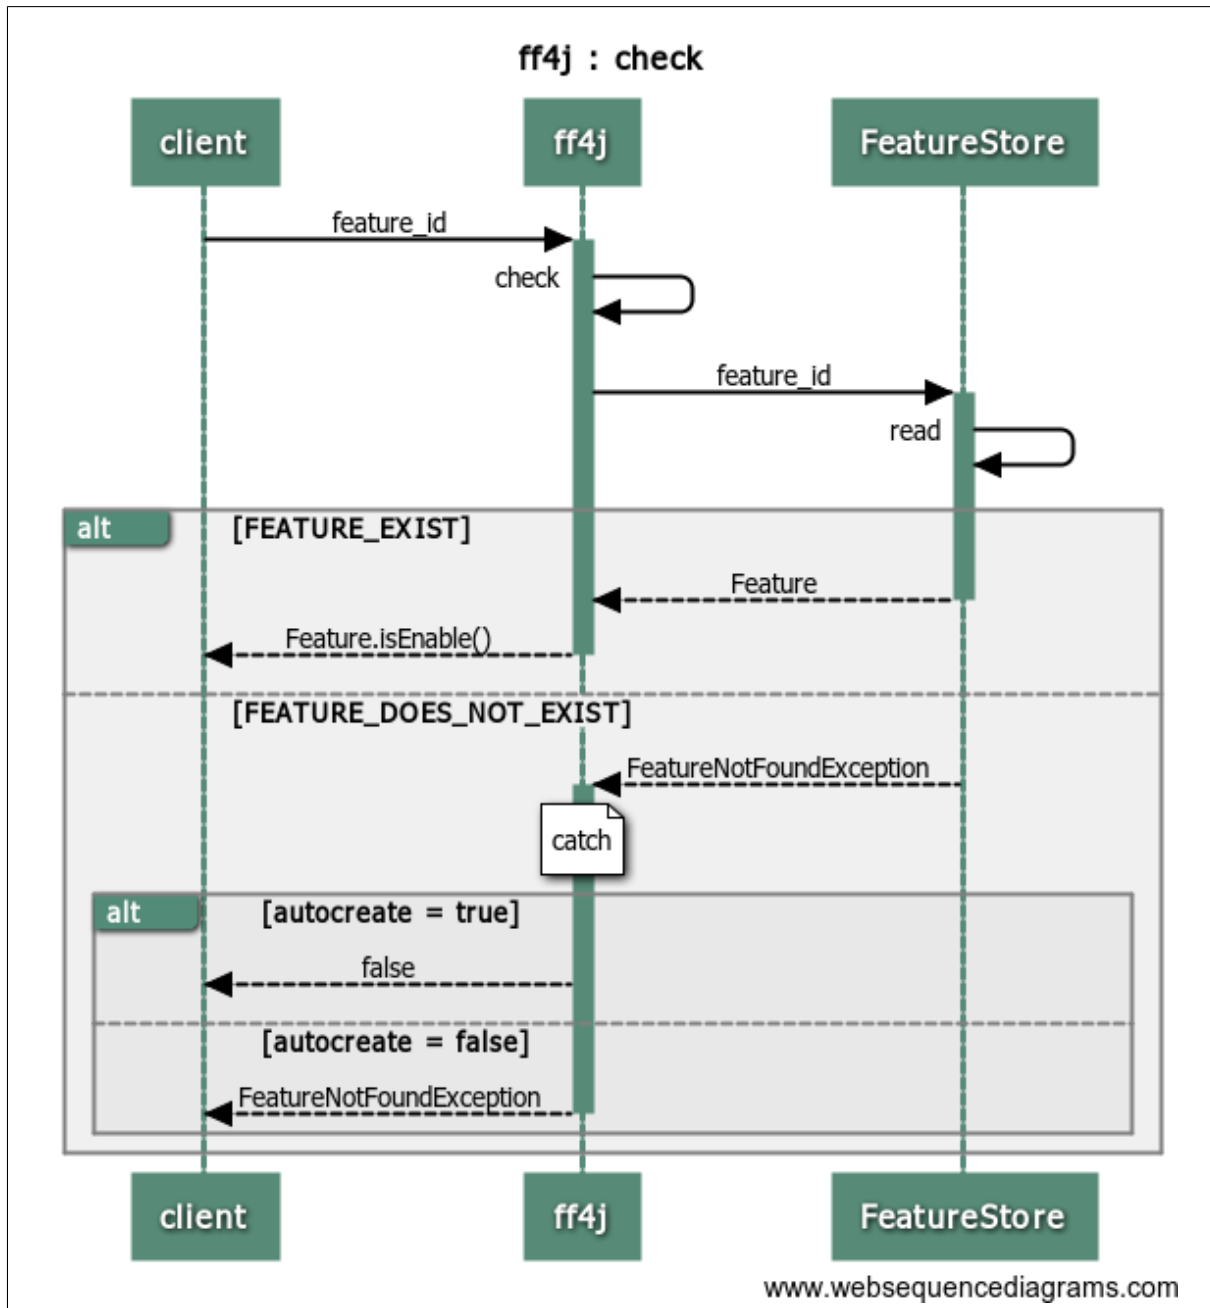 ff4j : check
client
ff4j
FeatureStore
feature_id
check
feature_id
read
alt
[FEATURE_EXIST]
Feature
Feature.isEnable()
[FEATURE_DOES_NOT_EXIST]
FeatureNotFoundException
catch
alt
[autocreate = true]
false
[autocreate = false]
FeatureNotFoundException
client
ff4j
FeatureStore
www.websequencediagrams.com